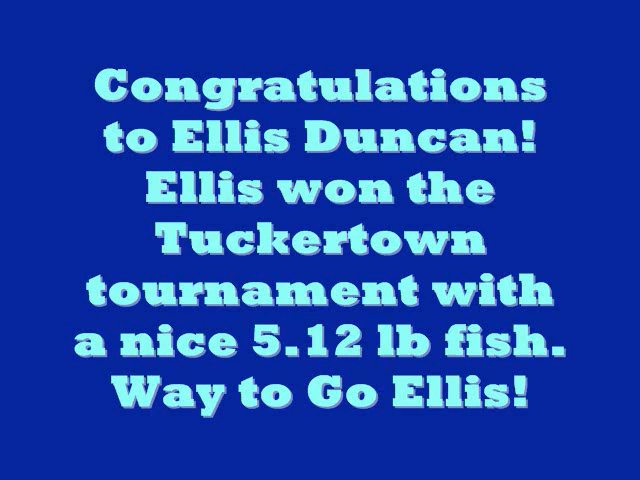 Congratulations
to Ellis Duncan!
Ellis won the
Tuckertown
tournament with
a nice 5.12 lb fish.
Way to Go Ellis!